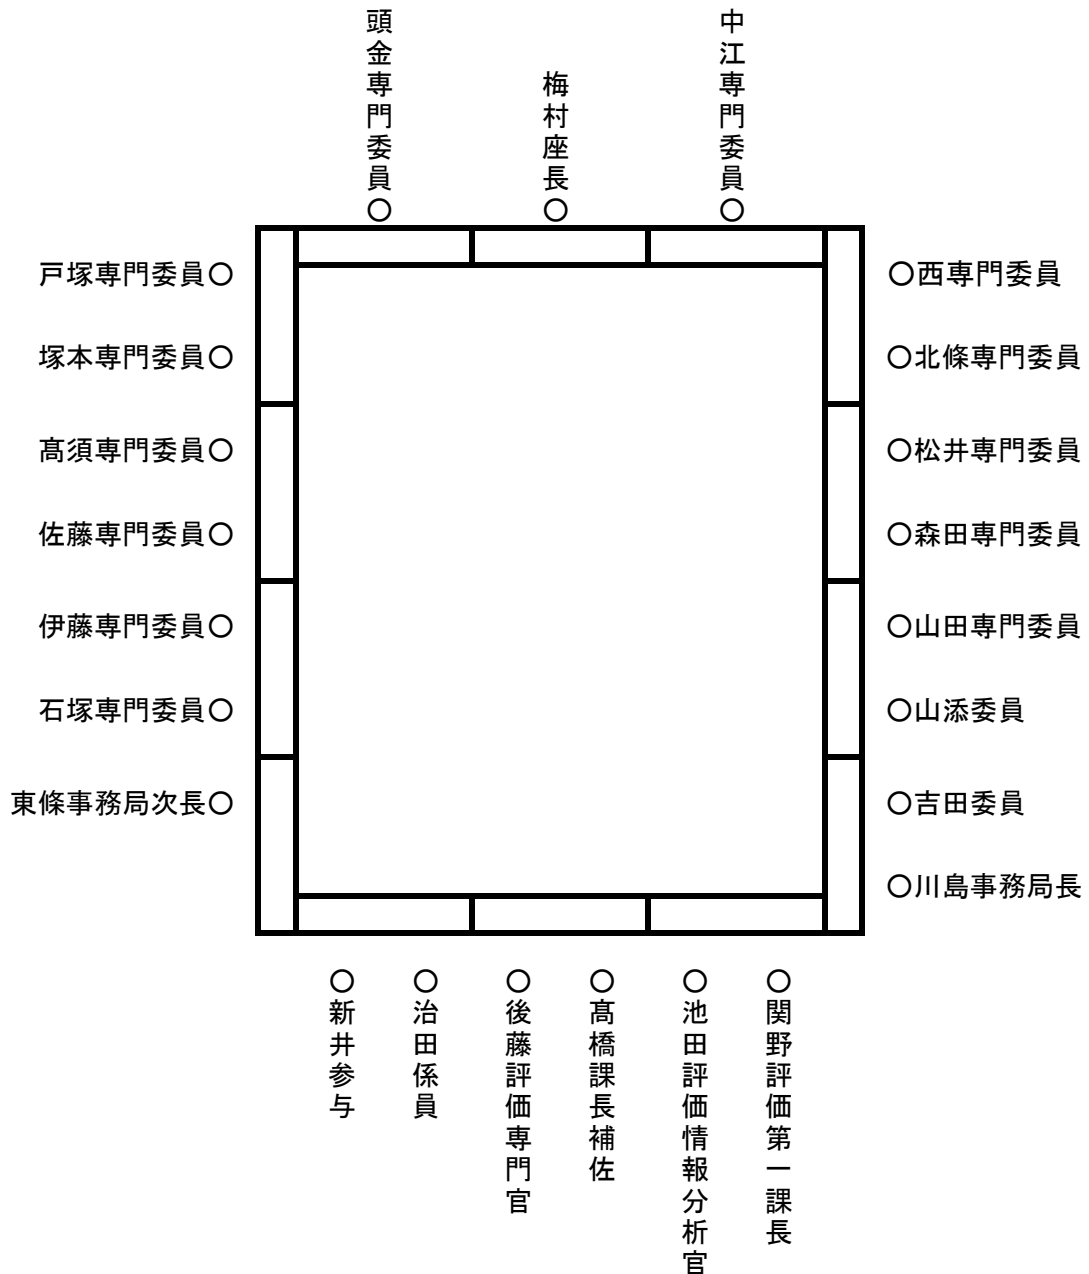 頭金専門委員○
梅村座長○
中江専門委員○
戸塚専門委員○
○西専門委員
塚本専門委員○
○北條専門委員
髙須専門委員○
○松井専門委員
佐藤専門委員○
○森田専門委員
伊藤専門委員○
○山田専門委員
石塚専門委員○
○山添委員
東條事務局次長○
○吉田委員
○川島事務局長
○新井参与
○治田係員
○後藤評価専門官
○髙橋課長補佐
○池田評価情報分析官
○関野評価第一課長